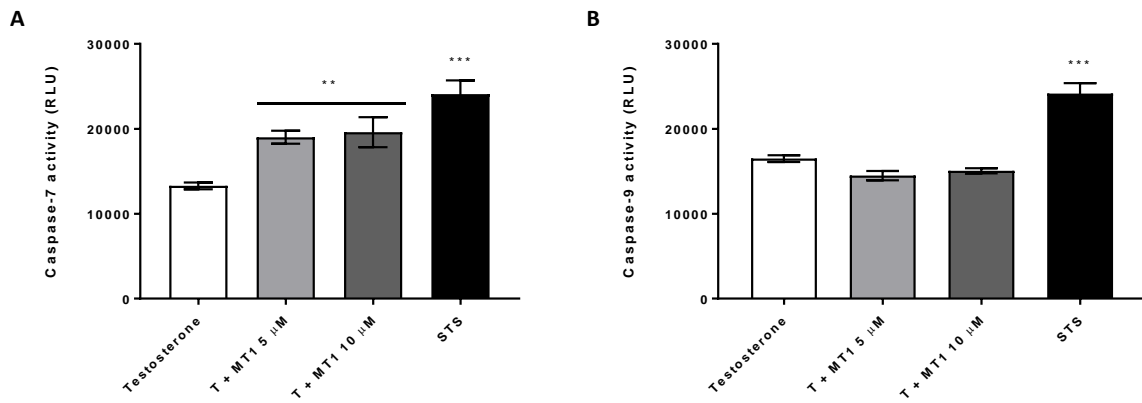 A
Caspase-7 activity (RLU)
30000
20000
10000
0
**
***
Testosterone
T + MT1 5 μM
T + MT1 10 μM
STS
B
Caspase-9 activity (RLU)
30000
20000
10000
0
***
Testosterone
T + MT1 5 μM
T + MT1 10 μM
STS